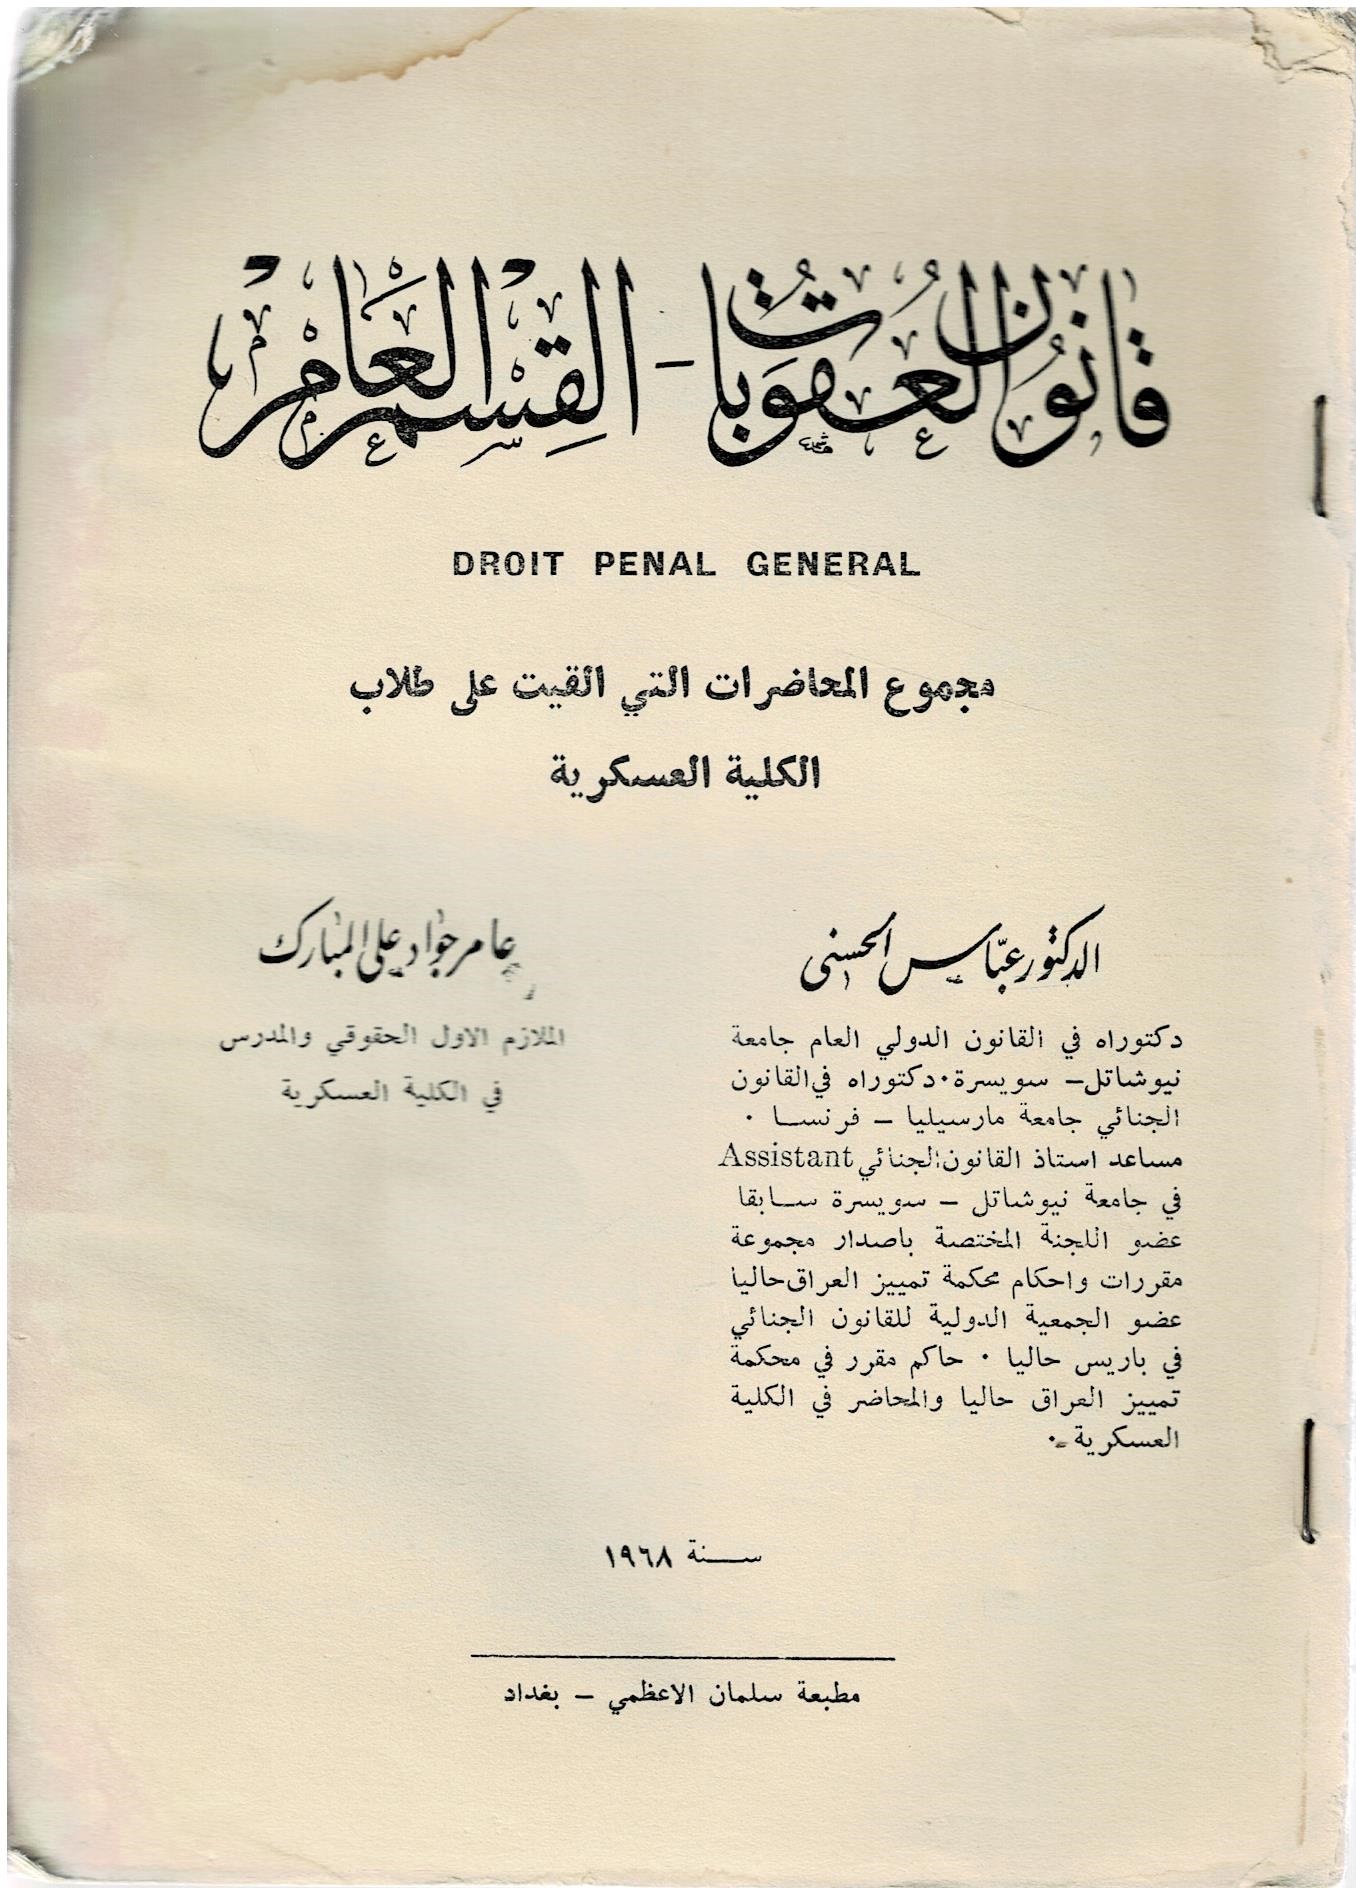 قانون العقوبات - القسم العام
DROIT PENAL GENERAL
مجموع المحاضرات التي القيت على طلاب
الكلية العسكرية
الدكتور عباس الحسني
دكتوراه في القانون الدولي العام جامعة
نيوشاتل – سويسرة . دكتوراه في القانون
الجنائي جامعة مارسيليا – فرنسا .
مساعد استاذ القانون الجنائي Assistant
في جامعة نيوشاتل – سويسرة سابقا
عضو اللجنة المختصة باصدار مجموعة
مقررات واحكام محكمة تمييز العراق حاليا
عضو الجمعية الدولية للقانون الجنائي
في باريس حاليا . حاكم مقرر في محكمة
تمييز العراق حاليا والمحاضر في الكلية
العسكرية .
عامر جواد علي المبارك
الملازم الاول الحقوقي والمدرس
في الكلية العسكرية
سنة ١٩٦٨
مطبعة سلمان الاعظمي – بغداد